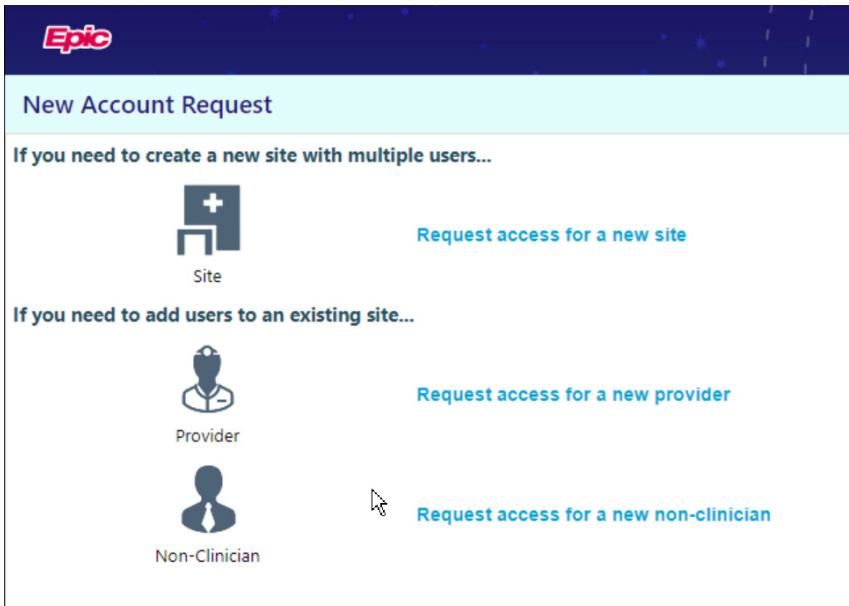 Epic
New Account Request
If you need to create a new site with multiple users...
Request access for a new site
Site
If you need to add users to an existing site...
Request access for a new provider
Provider
Request access for a new non-clinician
Non-Clinician